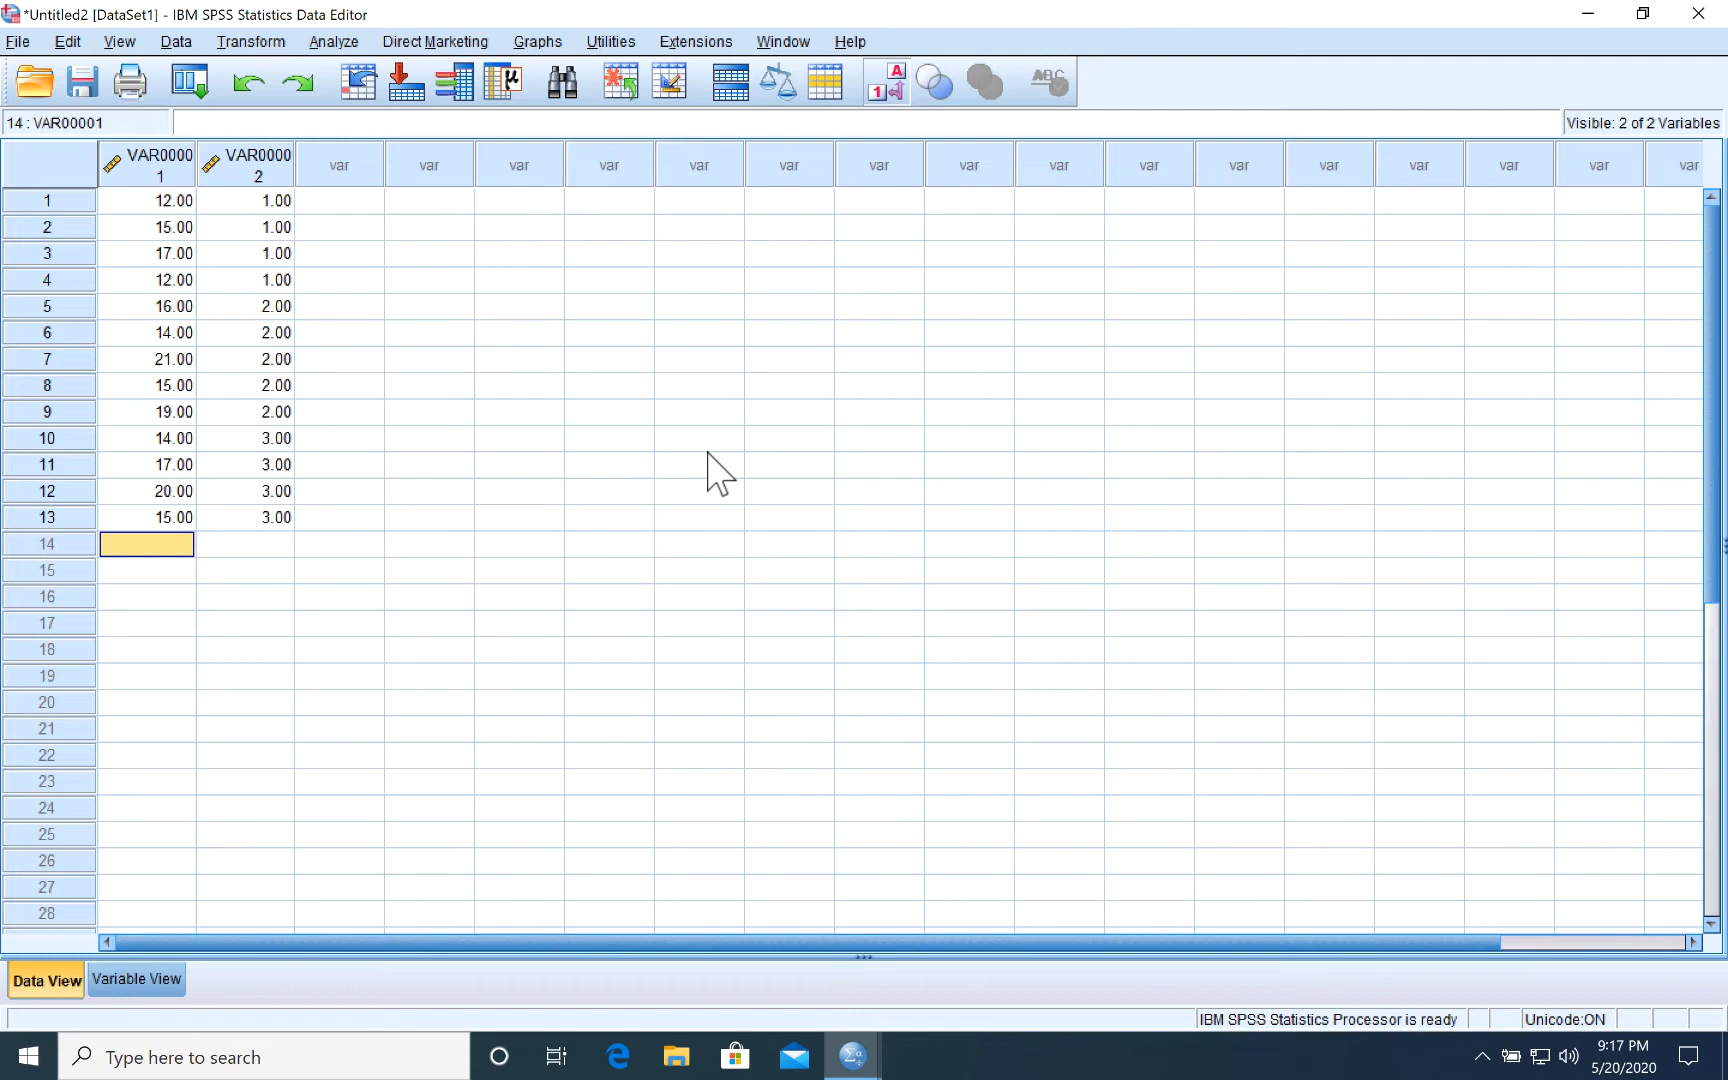 *Untitled2 [DataSet1] - IBM SPSS Statistics Data Editor
File Edit View Data Transform Analyze Direct Marketing Graphs Utilities Extensions Window Help
14 : VAR00001 Visible: 2 of 2 Variables
VAR0000 VAR0000 var var var var var var var var var var var var var var var var
1 2
1 12.00 1.00
2 15.00 1.00
3 17.00 1.00
4 12.00 1.00
5 16.00 2.00
6 14.00 2.00
7 21.00 2.00
8 15.00 2.00
9 19.00 2.00
10 14.00 3.00
11 17.00 3.00
12 20.00 3.00
13 15.00 3.00
14
15
16
17
18
19
20
21
22
23
24
25
26
27
28
Data View Variable View
IBM SPSS Statistics Processor is ready Unicode:ON
Type here to search
9:17 PM
5/20/2020